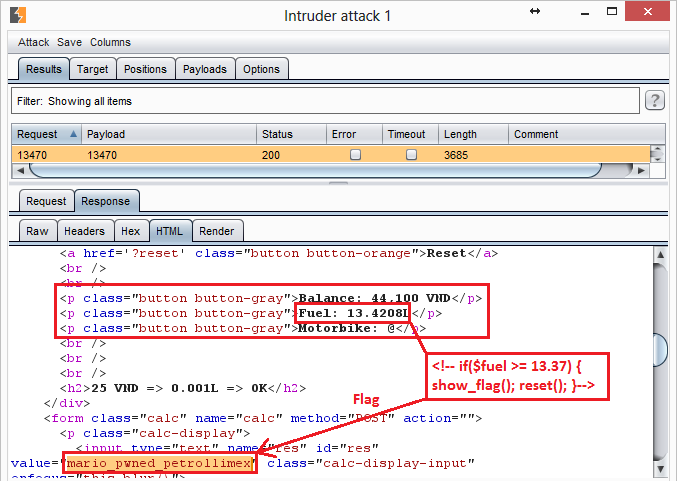 Intruder attack 1
Attack Save Columns
Results Target Positions Payloads Options
Filter: Showing all items
?
Request Payload Status Error Timeout Length Comment
13470 13470 200 3685
Request Response
Raw Headers Hex HTML Render
<a href='?reset' class="button button-orange">Reset</a>
<br />
<br />
<p class="button button-gray">Balance: 44,100 VND</p>
<p class="button button-gray">Fuel: 13.4208L</p>
<p class="button button-gray">Motorbike: @</p>
<br />
<br />
<br />
<h2>25 VND => 0.001L => OK</h2>
</div>
<!-- if($fuel >= 13.37) {
show_flag(); reset(); }-->
Flag
<form class="calc" name="calc" method="POST" action="">
<p class="calc-display">
<input type="text" name="res" id="res"
value="mario_pwned_petrollimex" class="calc-display-input"
onfocus="this.blur()">